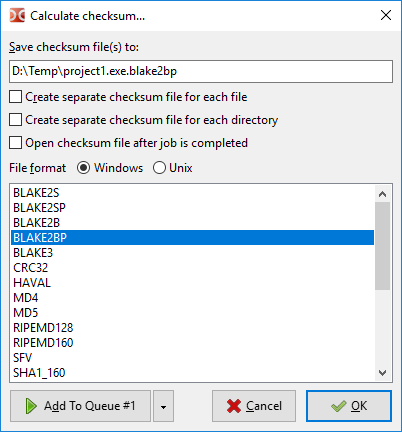 Calculate checksum...
Save checksum file(s) to:
D:\Temp\project1.exe.blake2bp
Create separate checksum file for each file
Create separate checksum file for each directory
Open checksum file after job is completed
File format Windows Unix
BLAKE2S
BLAKE2SP
BLAKE2B
BLAKE2BP
BLAKE3
CRC32
HAVAL
MD4
MD5
RIPEMD128
RIPEMD160
SFV
SHA1_160
Add To Queue #1 Cancel OK